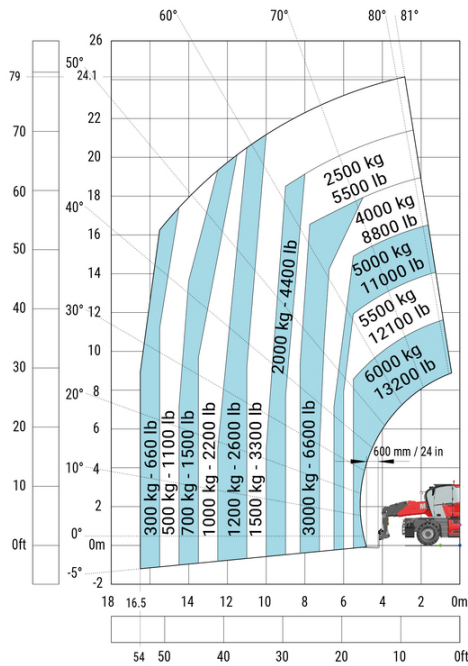 60°
70°
80°
81°
26
50°
79
24.1
22
70
20
2500 kg
5500 lb
60
18
4000 kg
8800 lb
40°
16
50
5000 kg
11000 lb
14
5500 kg
12100 lb
40
30°
12
10
6000 kg
13200 lb
30
20°
8
2000 kg - 4400 lb
20
6
600 mm / 24 in
300 kg - 660 lb
500 kg - 1100 lb
700 kg - 1500 lb
1000 kg - 2200 lb
1200 kg - 2600 lb
1500 kg - 3300 lb
3000 kg - 6600 lb
10°
4
10
2
0°
0ft
0m
-5°
-2
18
16.5
14
12
10
8
6
4
2
0m
54
50
40
30
20
10
0ft